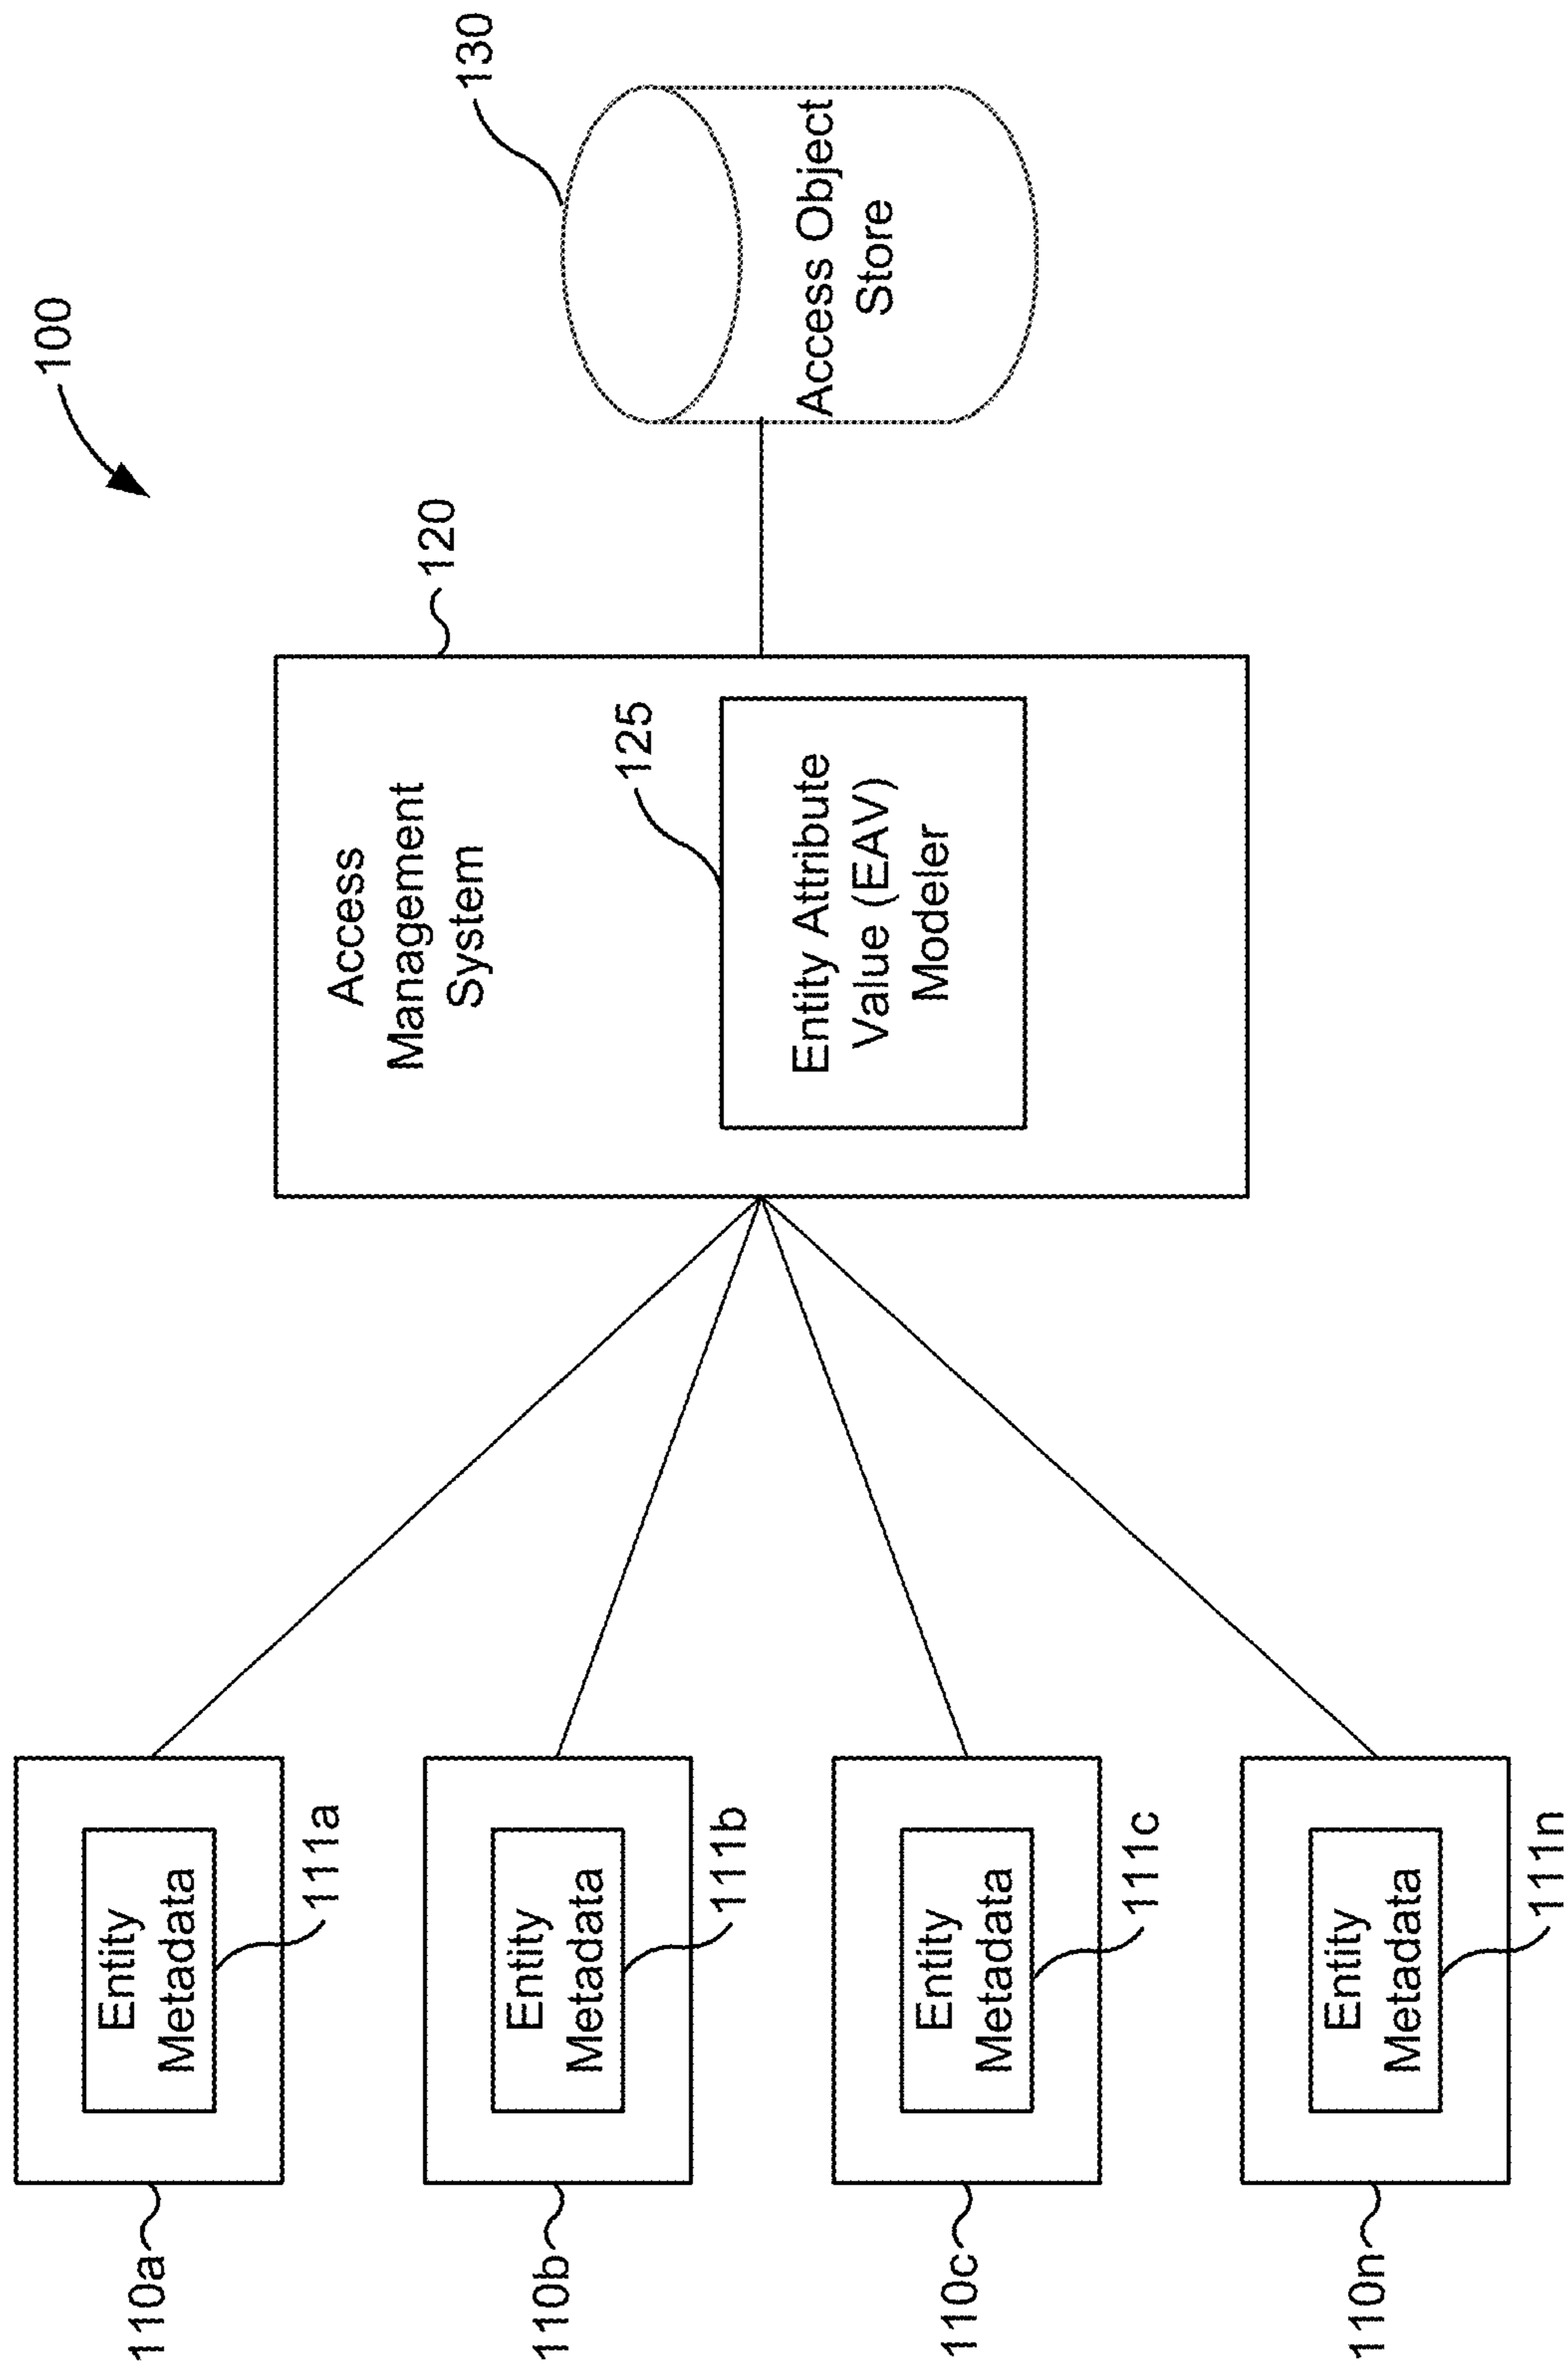 100
110a
Entity
Metadata
111a
110b
Entity
Metadata
111b
110c
Entity
Metadata
111c
110n
Entity
Metadata
111n
120
Access
Management
System
125
Entity Attribute
Value (EAV)
Modeler
130
Access Object
Store